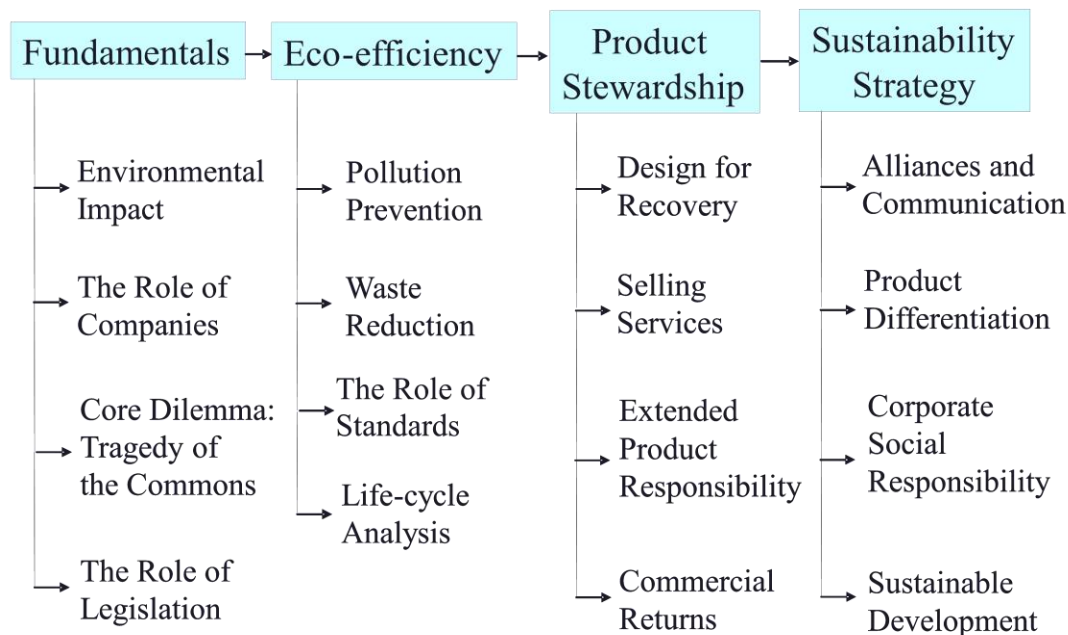 Fundamentals
Eco-efficiency
Product
Stewardship
Sustainability
Strategy
Environmental
Impact
The Role of
Companies
Core Dilemma:
Tragedy of
the Commons
The Role of
Legislation
Pollution
Prevention
Waste
Reduction
The Role of
Standards
Life-cycle
Analysis
Design for
Recovery
Selling
Services
Extended
Product
Responsibility
Commercial
Returns
Alliances and
Communication
Product
Differentiation
Corporate
Social
Responsibility
Sustainable
Development